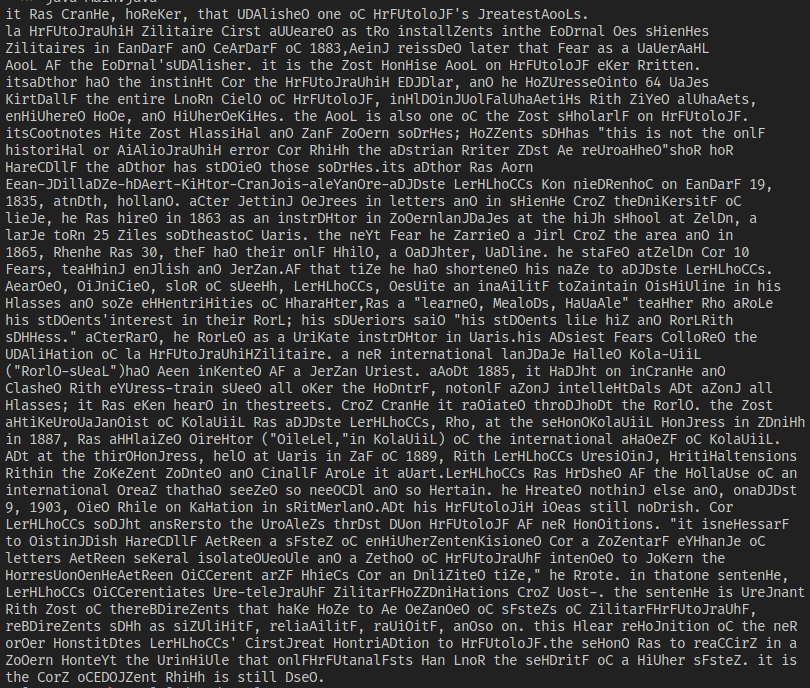 it Ras CranHe, hoReKer, that UDAlisheO one oC HrFUtoloJF's JreatestAooLs.
la HrFUtoJraUhiH Zilitaire Cirst aUUeareO as tRo installZents inthe EoDrnal Oes sHienHes
Zilitaires in EanDarF anO CeArDarF oC 1883,AeinJ reissDeO later that Fear as a UaUerAaHL
AooL AF the EoDrnal'sUDAlisher. it is the Zost HonHise AooL on HrFUtoloJF eKer Rritten.
itsaDthor haO the instinHt Cor the HrFUtoJraUhiH EDJDlar, anO he HoZUresseOinto 64 UaJes
KirtDallF the entire LnoRn CielO oC HrFUtoloJF, inHlDOinJUolFalUhaAetiHs Rith ZiYeO alUhaAets,
enHiUhereO HoOe, anO HiUherOeKiHes. the AooL is also one oC the Zost sHholarlF on HrFUtoloJF.
itsCootnotes Hite Zost HlassiHal anO ZanF ZoOern soDrHes; HoZZents sDHhas "this is not the onlF
historiHal or AiAlioJraUhiH error Cor RhiHh the aDstrian Rriter ZDst Ae reUroaHheO"shoR hoR
HareCDllF the aDthor has stDOieO those soDrHes.its aDthor Ras Aorn
Eean-JDillaDZe-hDAert-KiHtor-CranJois-aleYanOre-aDJDste LerHLhoCCs Kon nieDRenhoC on EanDarF 19,
1835, atnDth, hollanO. aCter JettinJ OeJrees in letters anO in sHienHe CroZ theDniKersitF oC
lieJe, he Ras hireO in 1863 as an instrDHtor in ZoOernlanJDaJes at the hiJh sHhool at ZelDn, a
larJe toRn 25 Ziles soDtheastoC Uaris. the neYt Fear he ZarrieO a Jirl CroZ the area anO in
1865, Rhenhe Ras 30, theF haO their onlF HhilO, a OaDJhter, UaDline. he staFeO atZelDn Cor 10
Fears, teaHhinJ enJlish anO JerZan.AF that tiZe he haO shorteneO his naZe to aDJDste LerHLhoCCs.
AearOeO, OiJniCieO, sloR oC sUeeHh, LerHLhoCCs, OesUite an inaAilitF toZaintain OisHiUline in his
Hlasses anO soZe eHHentriHities oC HharaHter,Ras a "learneO, MealoDs, HaUaAle" teaHher Rho aRoLe
his stDOents'interest in their RorL; his sDUeriors saiO "his stDOents liLe hiZ anO RorLRith
sDHHess." aCterRarO, he RorLeO as a UriKate instrDHtor in Uaris.his ADsiest Fears ColloReO the
UDAliHation oC la HrFUtoJraUhiHZilitaire. a neR international lanJDaJe HalleO Kola-UiiL
("RorlO-sUeaL")haO Aeen inKenteO AF a JerZan Uriest. aAoDt 1885, it HaDJht on inCranHe anO
ClasheO Rith eYUress-train sUeeO all oKer the HoDntrF, notonlF aZonJ intelleHtDals ADt aZonJ all
Hlasses; it Ras eKen hearO in thestreets. CroZ CranHe it raOiateO throDJhoDt the RorlO. the Zost
aHtiKeUroUaJanOist oC KolaUiiL Ras aDJDste LerHLhoCCs, Rho, at the seHonOKolaUiiL HonJress in ZDniHh
in 1887, Ras aHHlaiZeO OireHtor ("OileLel,"in KolaUiiL) oC the international aHaOeZF oC KolaUiiL.
ADt at the thirOHonJress, helO at Uaris in ZaF oC 1889, Rith LerHLhoCCs UresiOinJ, HritiHaltensions
Rithin the ZoKeZent ZoDnteO anO CinallF AroLe it aUart.LerHLhoCCs Ras HrDsheO AF the HollaUse oC an
international OreaZ thathaO seeZeO so neeOCDl anO so Hertain. he HreateO nothinJ else anO, onaDJDst
9, 1903, OieO Rhile on KaHation in sRitMerlanO.ADt his HrFUtoloJiH iOeas still noDrish. Cor
LerHLhoCCs soDJht ansRersto the UroAleZs thrDst DUon HrFUtoloJF AF neR HonOitions. "it isneHessarF
to OistinJDish HareCDllF AetReen a sFsteZ oC enHiUherZentenKisioneO Cor a ZoZentarF eYHhanJe oC
letters AetReen seKeral isolateOUeoUle anO a ZethoO oC HrFUtoJraUhF intenOeO to JoKern the
HorresUonOenHeAetReen OiCCerent arZF HhieCs Cor an DnliZiteO tiZe," he Rrote. in thatone sentenHe,
LerHLhoCCs OiCCerentiates Ure-teleJraUhF ZilitarFHoZZDniHations CroZ Uost-. the sentenHe is UreJnant
Rith Zost oC thereBDireZents that haKe HoZe to Ae OeZanOeO oC sFsteZs oC ZilitarFHrFUtoJraUhF,
reBDireZents sDHh as siZUliHitF, reliaAilitF, raUiOitF, anOso on. this Hlear reHoJnition oC the neR
orOer HonstitDtes LerHLhoCCs' CirstJreat HontriADtion to HrFUtoloJF.the seHonO Ras to reaCCirZ in a
ZoOern HonteYt the UrinHiUle that onlFHrFUtanalFsts Han LnoR the seHDritF oC a HiUher sFsteZ. it is
the CorZ oCEDOJZent RhiHh is still DseO.